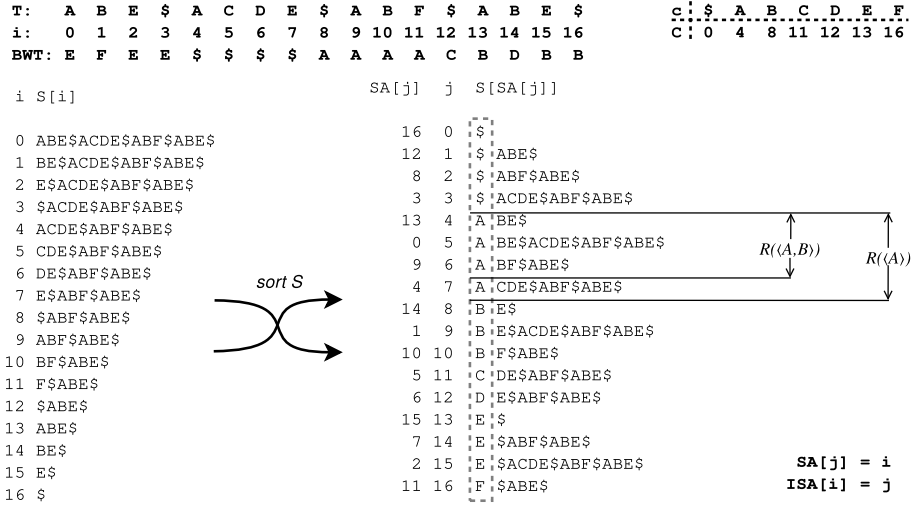 T: A B E $ A C D E $ A B F $ A B E $
c $ A B C D E F
i: 0 1 2 3 4 5 6 7 8 9 10 11 12 13 14 15 16
C 0 4 8 11 12 13 16
BWT: E F E E $ $ $ $ A A A A C B D B B
i S[i]
SA[j] j S[SA[j]]
0 ABE$ACDE$ABF$ABE$
1 BE$ACDE$ABF$ABE$
2 E$ACDE$ABF$ABE$
3 $ACDE$ABF$ABE$
4 ACDE$ABF$ABE$
5 CDE$ABF$ABE$
6 DE$ABF$ABE$
7 E$ABF$ABE$
8 $ABF$ABE$
9 ABF$ABE$
10 BF$ABE$
11 F$ABE$
12 $ABE$
13 ABE$
14 BE$
15 E$
16 $
sort S
16 0 $
12 1 $ABE$
8 2 $ABF$ABE$
3 3 $ACDE$ABF$ABE$
13 4 ABE$
0 5 ABE$ACDE$ABF$ABE$
9 6 ABF$ABE$
4 7 ACDE$ABF$ABE$
14 8 BE$
1 9 BE$ACDE$ABF$ABE$
10 10 BF$ABE$
5 11 CDE$ABF$ABE$
6 12 DE$ABF$ABE$
15 13 E$
7 14 E$ABF$ABE$
2 15 E$ACDE$ABF$ABE$
11 16 F$ABE$
R(⟨A,B⟩)
R(⟨A⟩)
SA[j] = i
ISA[i] = j